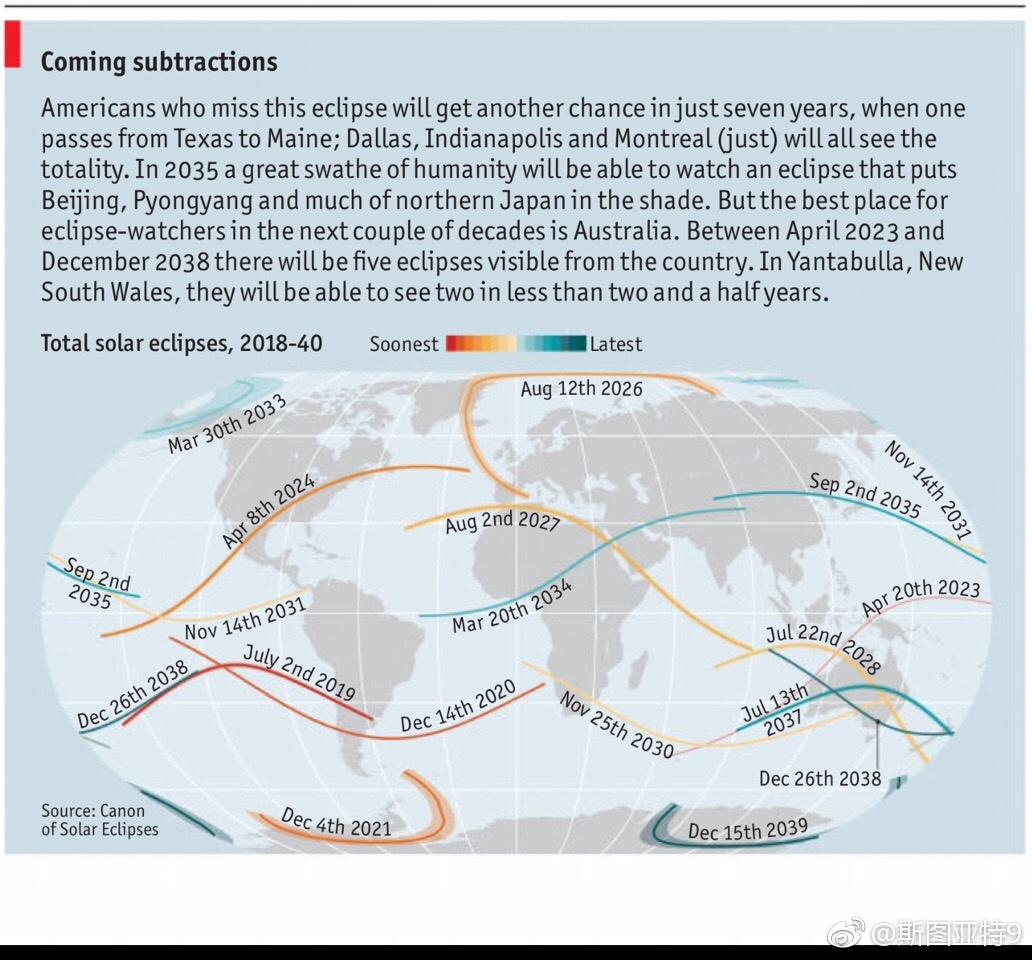 Coming subtractions
Americans who miss this eclipse will get another chance in just seven years, when one
passes from Texas to Maine; Dallas, Indianapolis and Montreal (just) will all see the
totality. In 2035 a great swathe of humanity will be able to watch an eclipse that puts
Beijing, Pyongyang and much of northern Japan in the shade. But the best place for
eclipse-watchers in the next couple of decades is Australia. Between April 2023 and
December 2038 there will be five eclipses visible from the country. In Yantabulla, New
South Wales, they will be able to see two in less than two and a half years.
Total solar eclipses, 2018-40
Soonest
Latest
Aug 12th 2026
Mar 30th 2033
Nov 14th 2031
Apr 8th 2024
Sep 2nd 2035
Aug 2nd 2027
Sep 2nd
2035
Apr 20th 2023
Mar 20th 2034
Nov 14th 2031
Jul 22nd 2028
July 2nd 2019
Dec 26th 2038
Dec 14th 2020
Nov 25th 2030
Jul 13th
2037
Dec 26th 2038
Source: Canon
of Solar Eclipses
Dec 4th 2021
Dec 15th 2039
@斯图亚特9